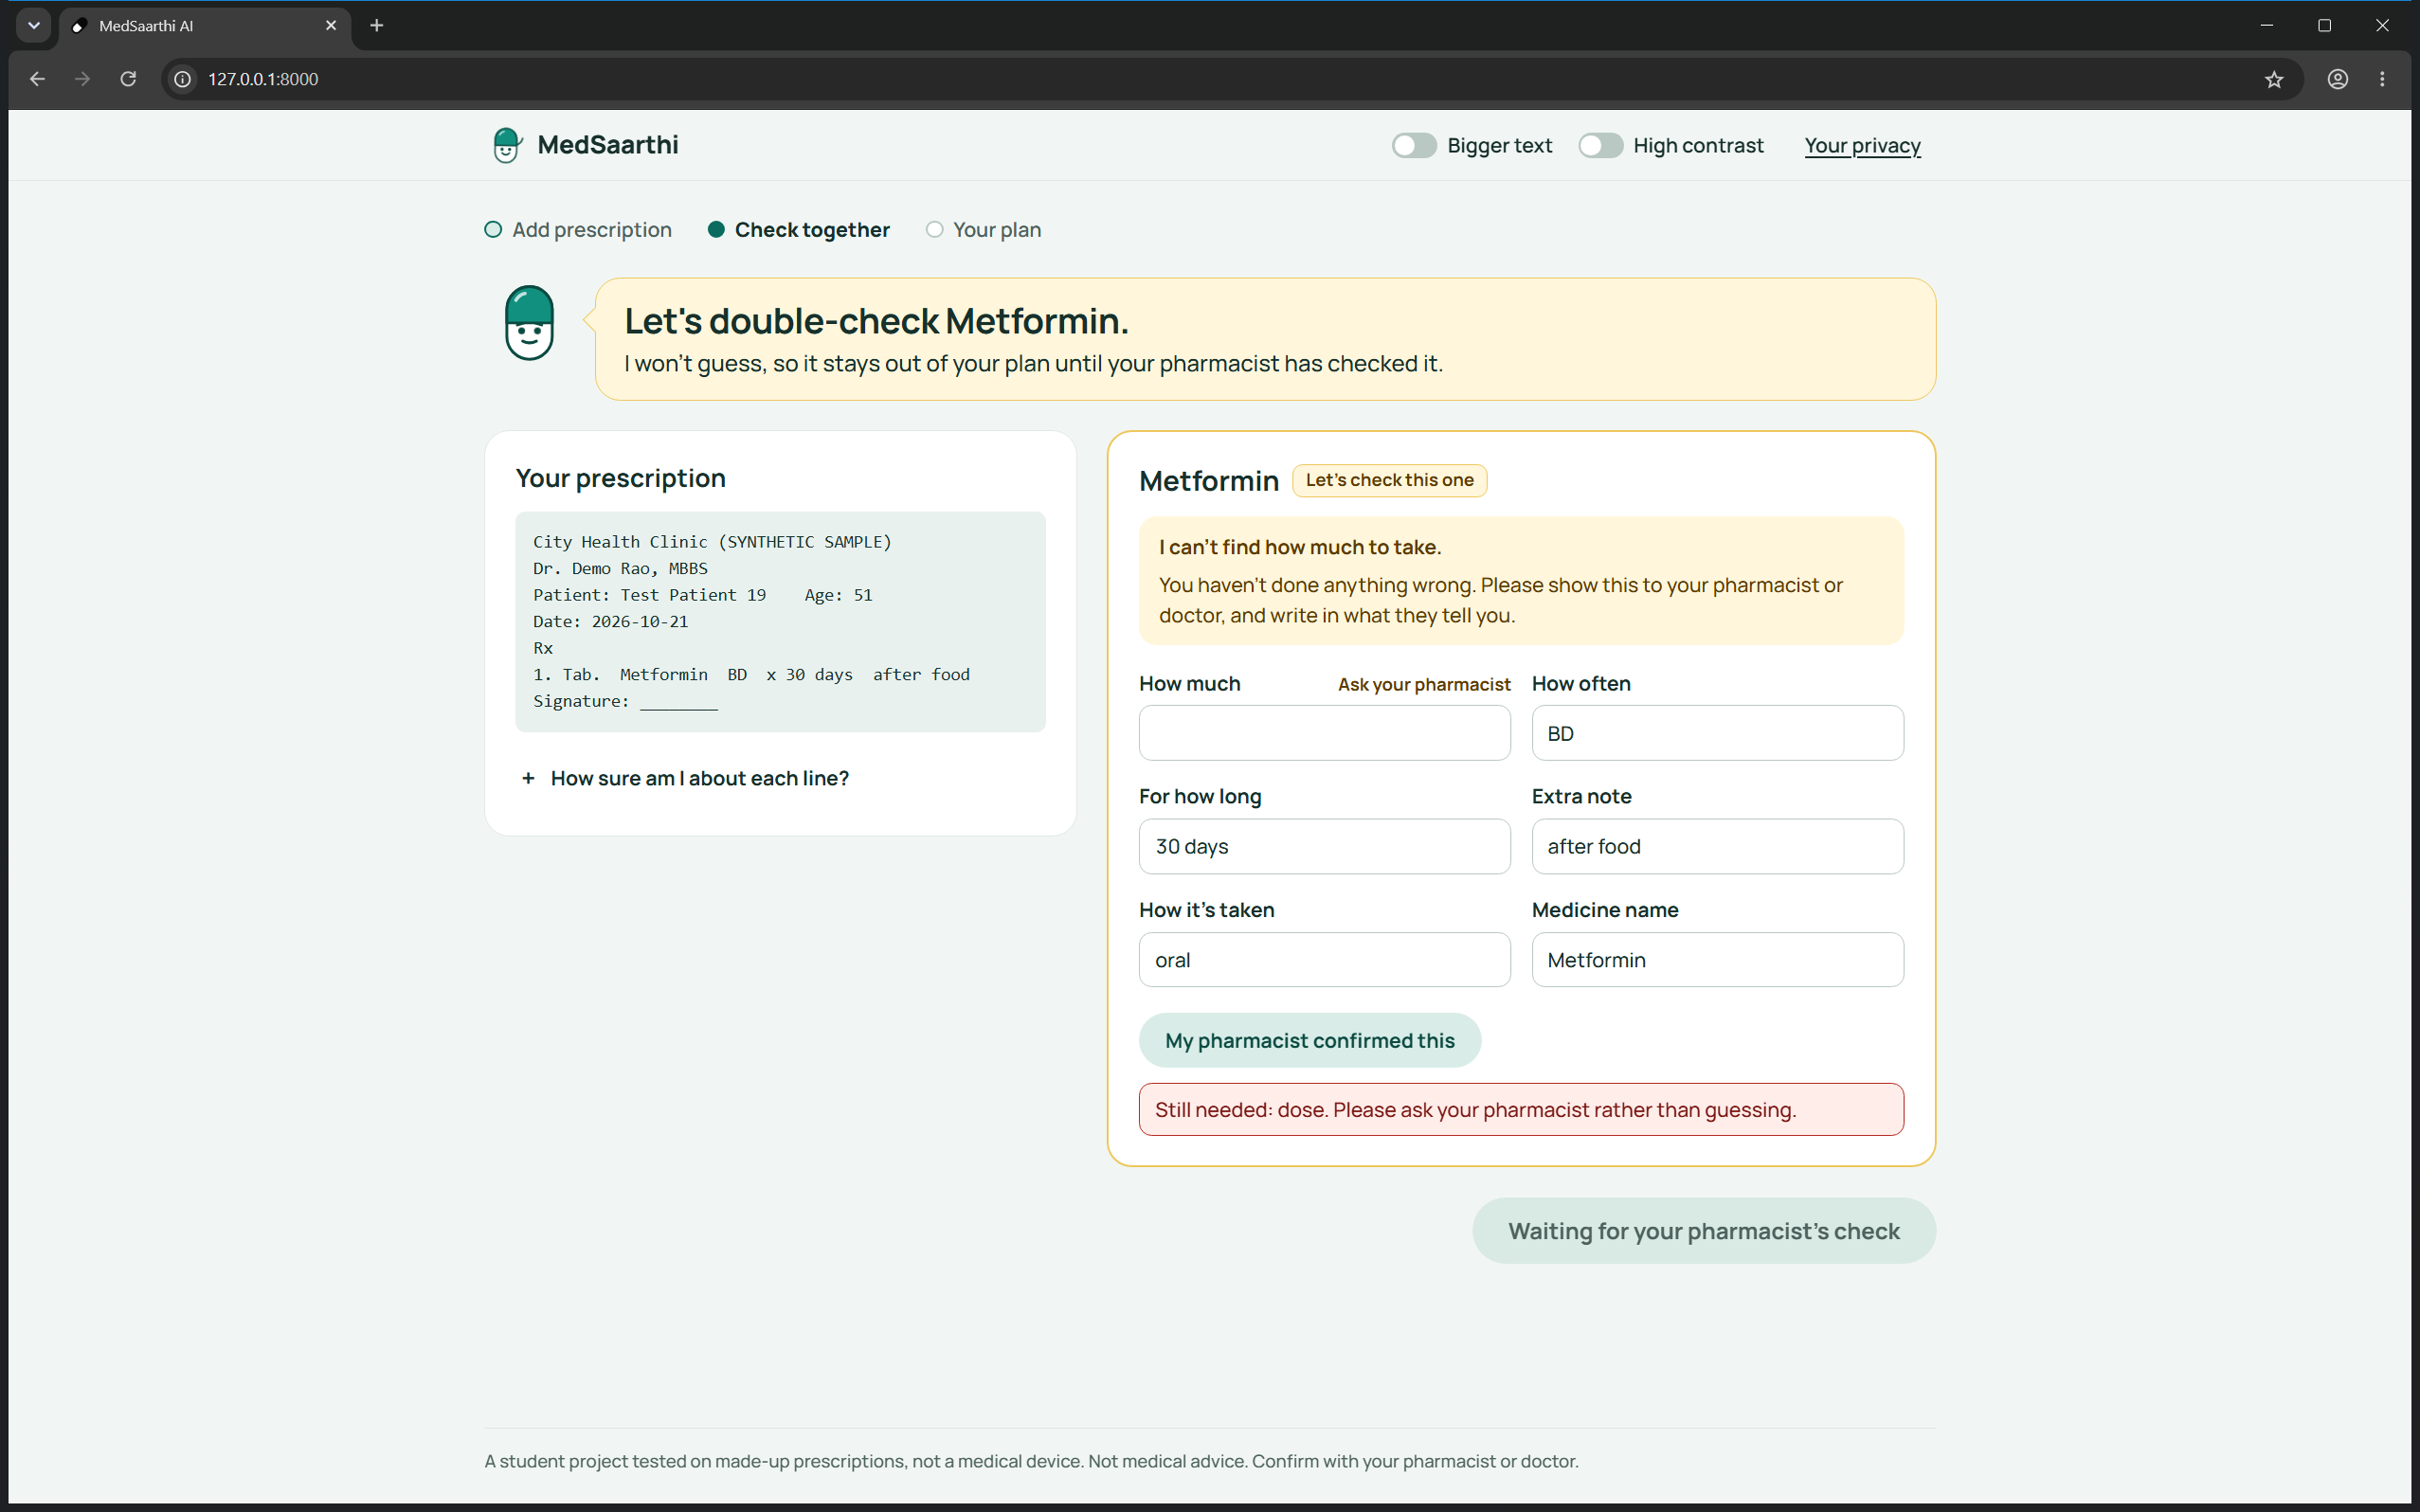 MedSaarthi AI
127.0.0.1:8000
MedSaarthi
Bigger text
High contrast
Your privacy
Add prescription
Check together
Your plan
Let's double-check Metformin.
I won't guess, so it stays out of your plan until your pharmacist has checked it.
Your prescription
City Health Clinic (SYNTHETIC SAMPLE)
Dr. Demo Rao, MBBS
Patient: Test Patient 19    Age: 51
Date: 2026-10-21
Rx
1. Tab.  Metformin  BD  x 30 days  after food
Signature: ________
+ How sure am I about each line?
Metformin
Let's check this one
I can't find how much to take.
You haven't done anything wrong. Please show this to your pharmacist or
doctor, and write in what they tell you.
How much
Ask your pharmacist
How often
BD
For how long
Extra note
30 days
after food
How it's taken
Medicine name
oral
Metformin
My pharmacist confirmed this
Still needed: dose. Please ask your pharmacist rather than guessing.
Waiting for your pharmacist's check
A student project tested on made-up prescriptions, not a medical device. Not medical advice. Confirm with your pharmacist or doctor.